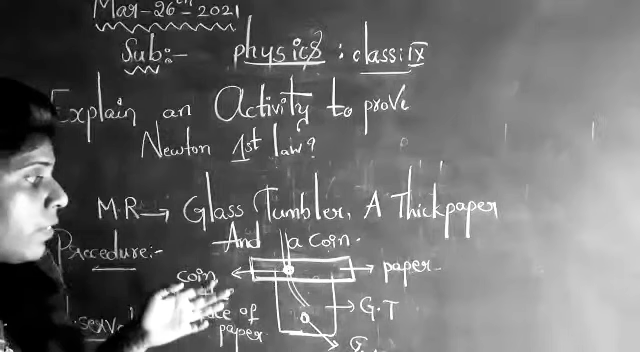 Mar-26th-2021
Sub:- physics : class: IX
Explain an Activity to prove
Newton 1st law?
M.R→ Glass Tumbler, A Thick paper
And a coin.
Procedure:-
coin
paper
of
paper
G.T